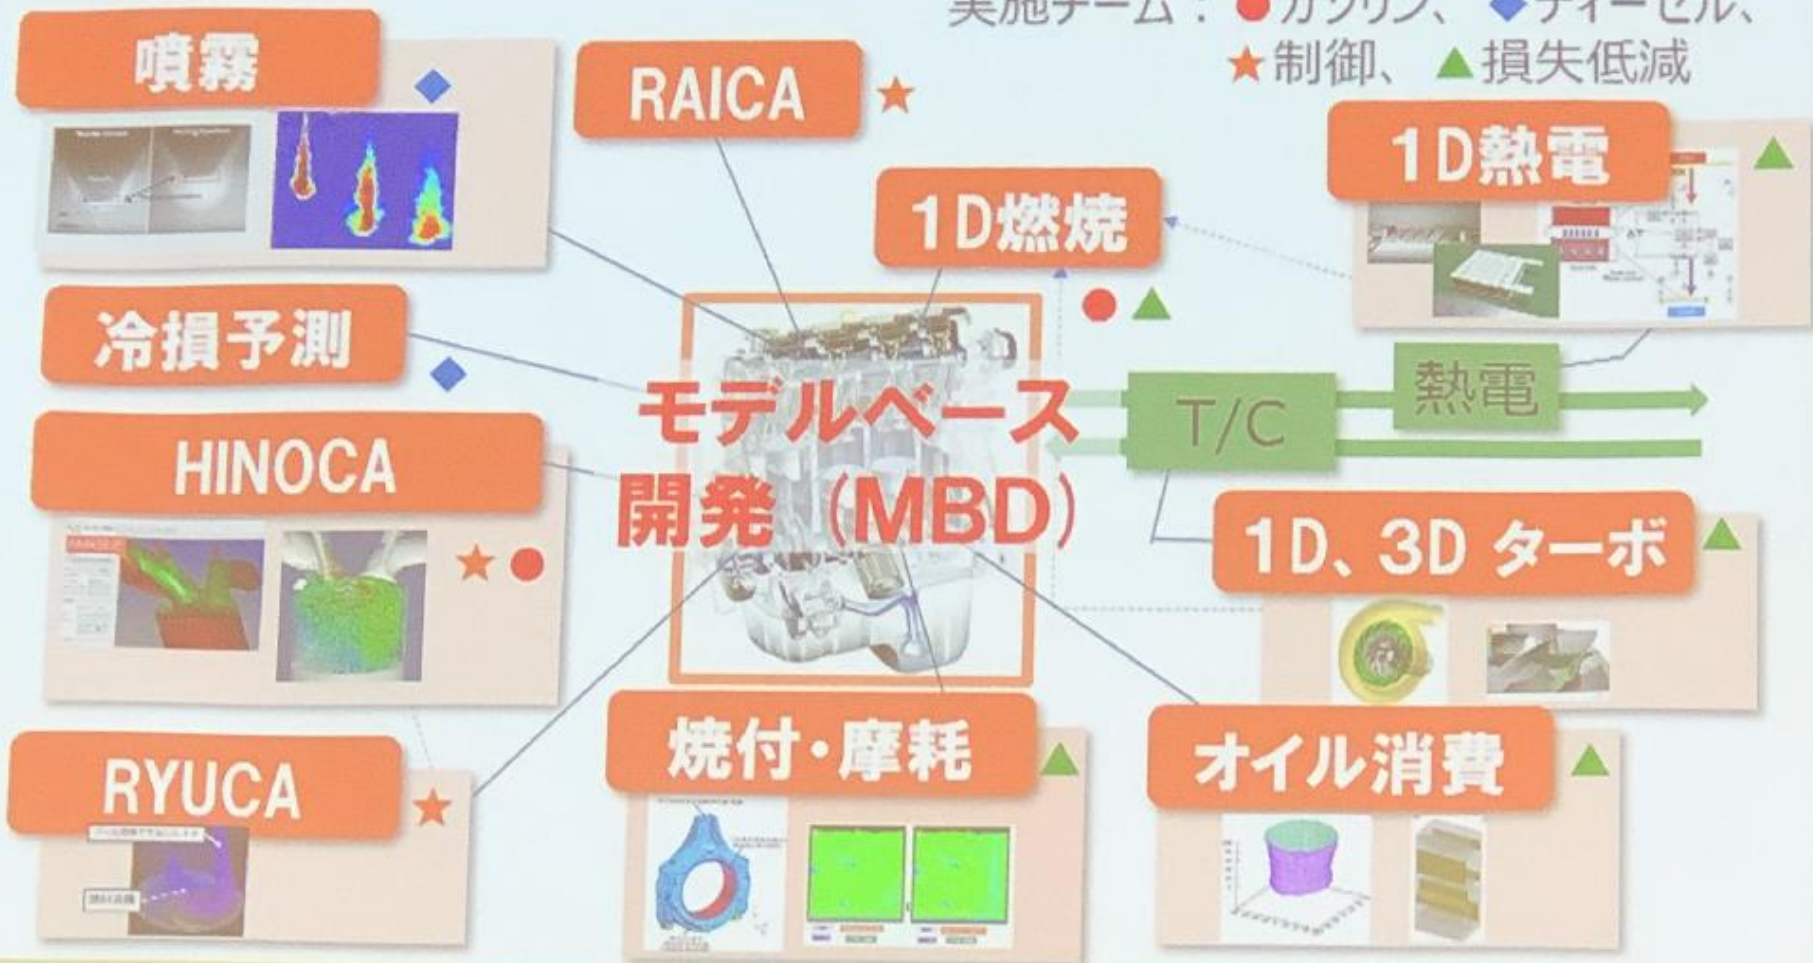 実施チーム：●ガソリン、◆ディーゼル、
★制御、▲損失低減
噴霧
RAICA
1D燃焼
1D熱電
冷損予測
HINOCA
モデルベース
開発（MBD）
T/C
熱電
1D、3D ターボ
RYUCA
焼付・摩耗
オイル消費
ΔT